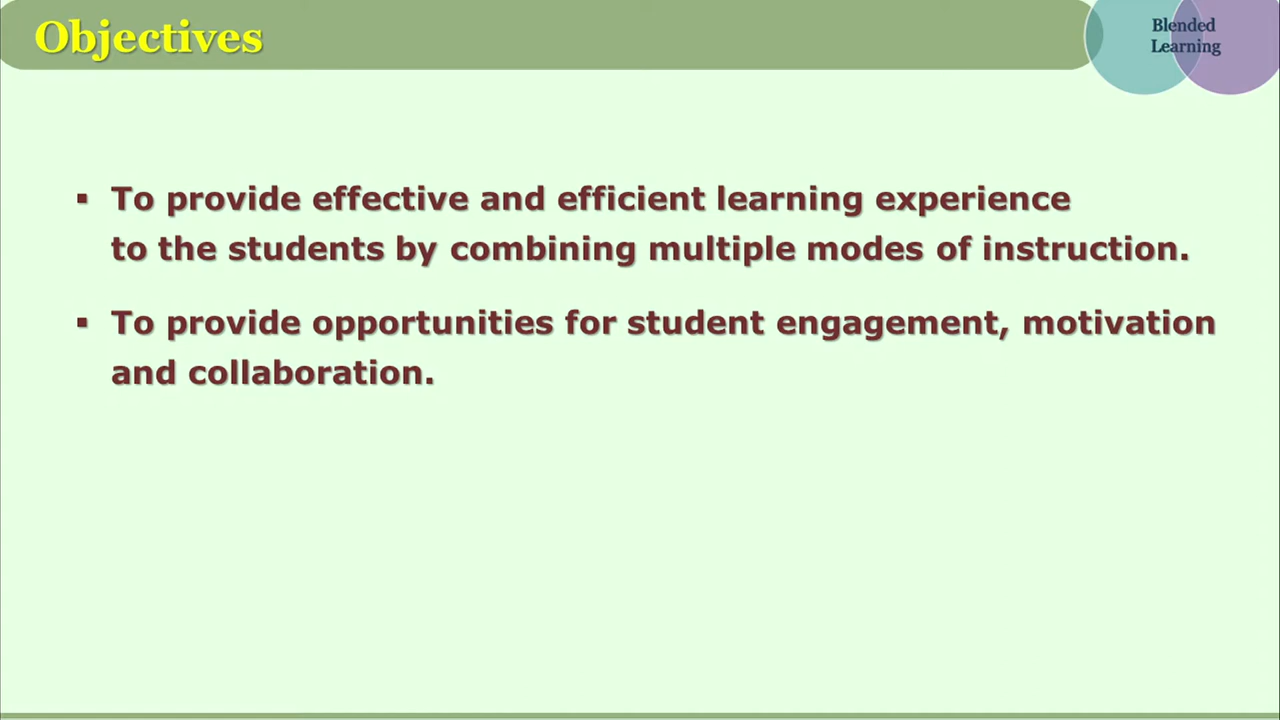 Objectives
Blended
Learning
▪ To provide effective and efficient learning experience
to the students by combining multiple modes of instruction.
▪ To provide opportunities for student engagement, motivation
and collaboration.